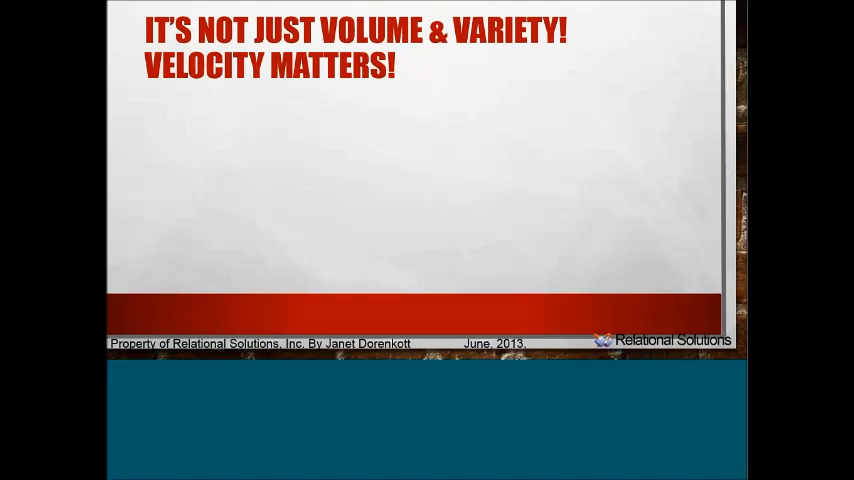 IT'S NOT JUST VOLUME & VARIETY!
VELOCITY MATTERS!
Property of Relational Solutions, Inc. By Janet Dorenkott June, 2013, Relational Solutions